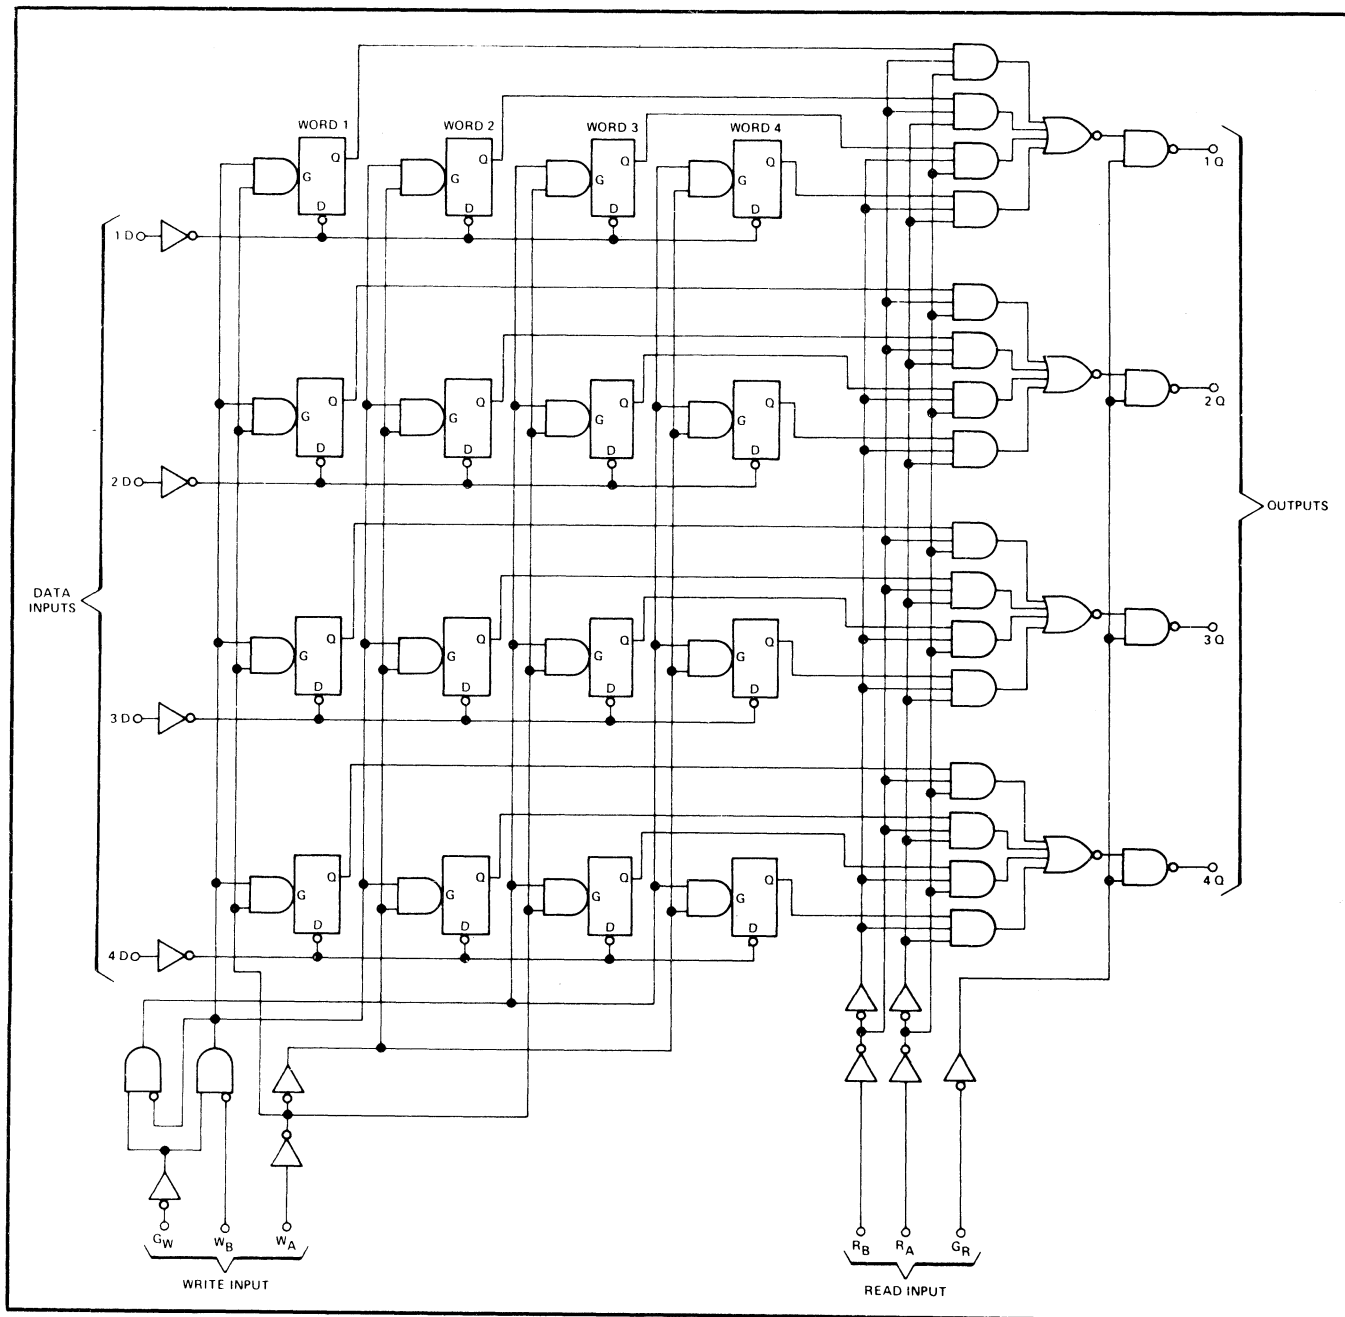 WORD 1 WORD 2 WORD 3 WORD 4
Q Q Q Q
G G G G
D D D D
1 D
1 Q
Q Q Q Q
G G G G
D D D D
2 D
2 Q
OUTPUTS
DATA
INPUTS
Q Q Q Q
G G G G
D D D D
3 D
3 Q
Q Q Q Q
G G G G
D D D D
4 D
4 Q
GW WB WA
WRITE INPUT
RB RA GR
READ INPUT